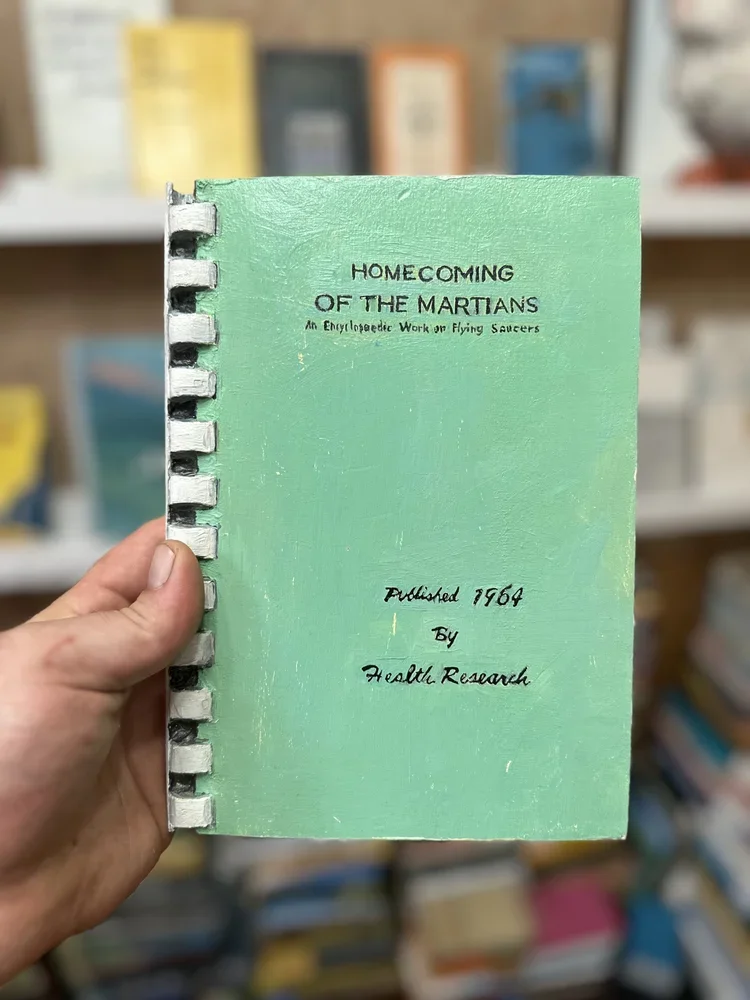 HOMECOMING
OF THE MARTIANS
An Encyclopaedic Work on Flying Saucers
Published 1964
By
Health Research